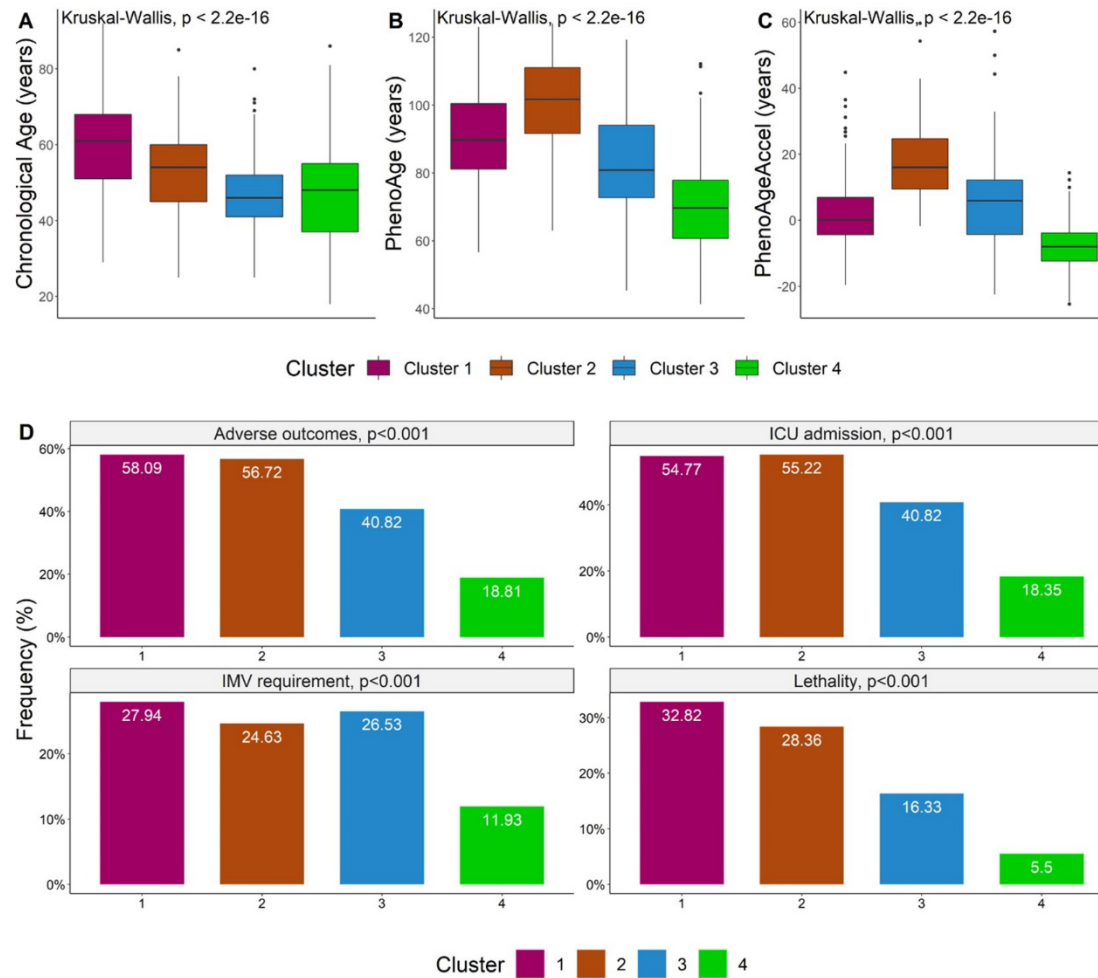 A
Kruskal-Wallis, p < 2.2e-16
Chronological Age (years)
80
60
40
20
B
Kruskal-Wallis, p < 2.2e-16
PhenoAge (years)
120
100
80
60
40
C
Kruskal-Wallis, p < 2.2e-16
PhenoAgeAccel (years)
60
40
20
0
-20
Cluster Cluster 1 Cluster 2 Cluster 3 Cluster 4
D
Frequency (%)
Adverse outcomes, p<0.001
60%
40%
20%
0%
58.09
56.72
40.82
18.81
1 2 3 4
ICU admission, p<0.001
40%
20%
0%
54.77
55.22
40.82
18.35
1 2 3 4
IMV requirement, p<0.001
20%
10%
0%
27.94
24.63
26.53
11.93
1 2 3 4
Lethality, p<0.001
30%
20%
10%
0%
32.82
28.36
16.33
5.5
1 2 3 4
Cluster 1 2 3 4